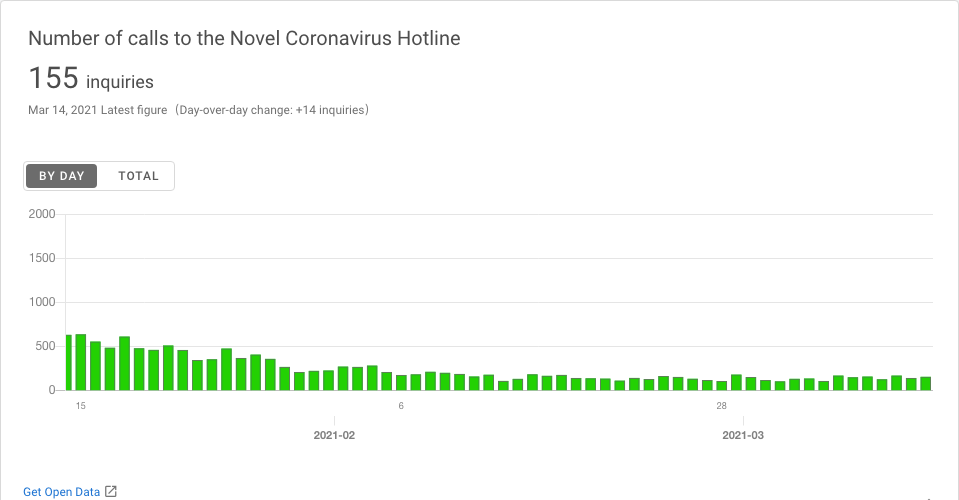 Number of calls to the Novel Coronavirus Hotline
155 inquiries
Mar 14, 2021 Latest figure（Day-over-day change: +14 inquiries）
BY DAY TOTAL
2000
1500
1000
500
0
15 6 28
2021-02 2021-03
Get Open Data